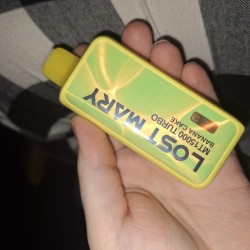 LOST MARY
MT15000 TURBO
BANANA CAKE